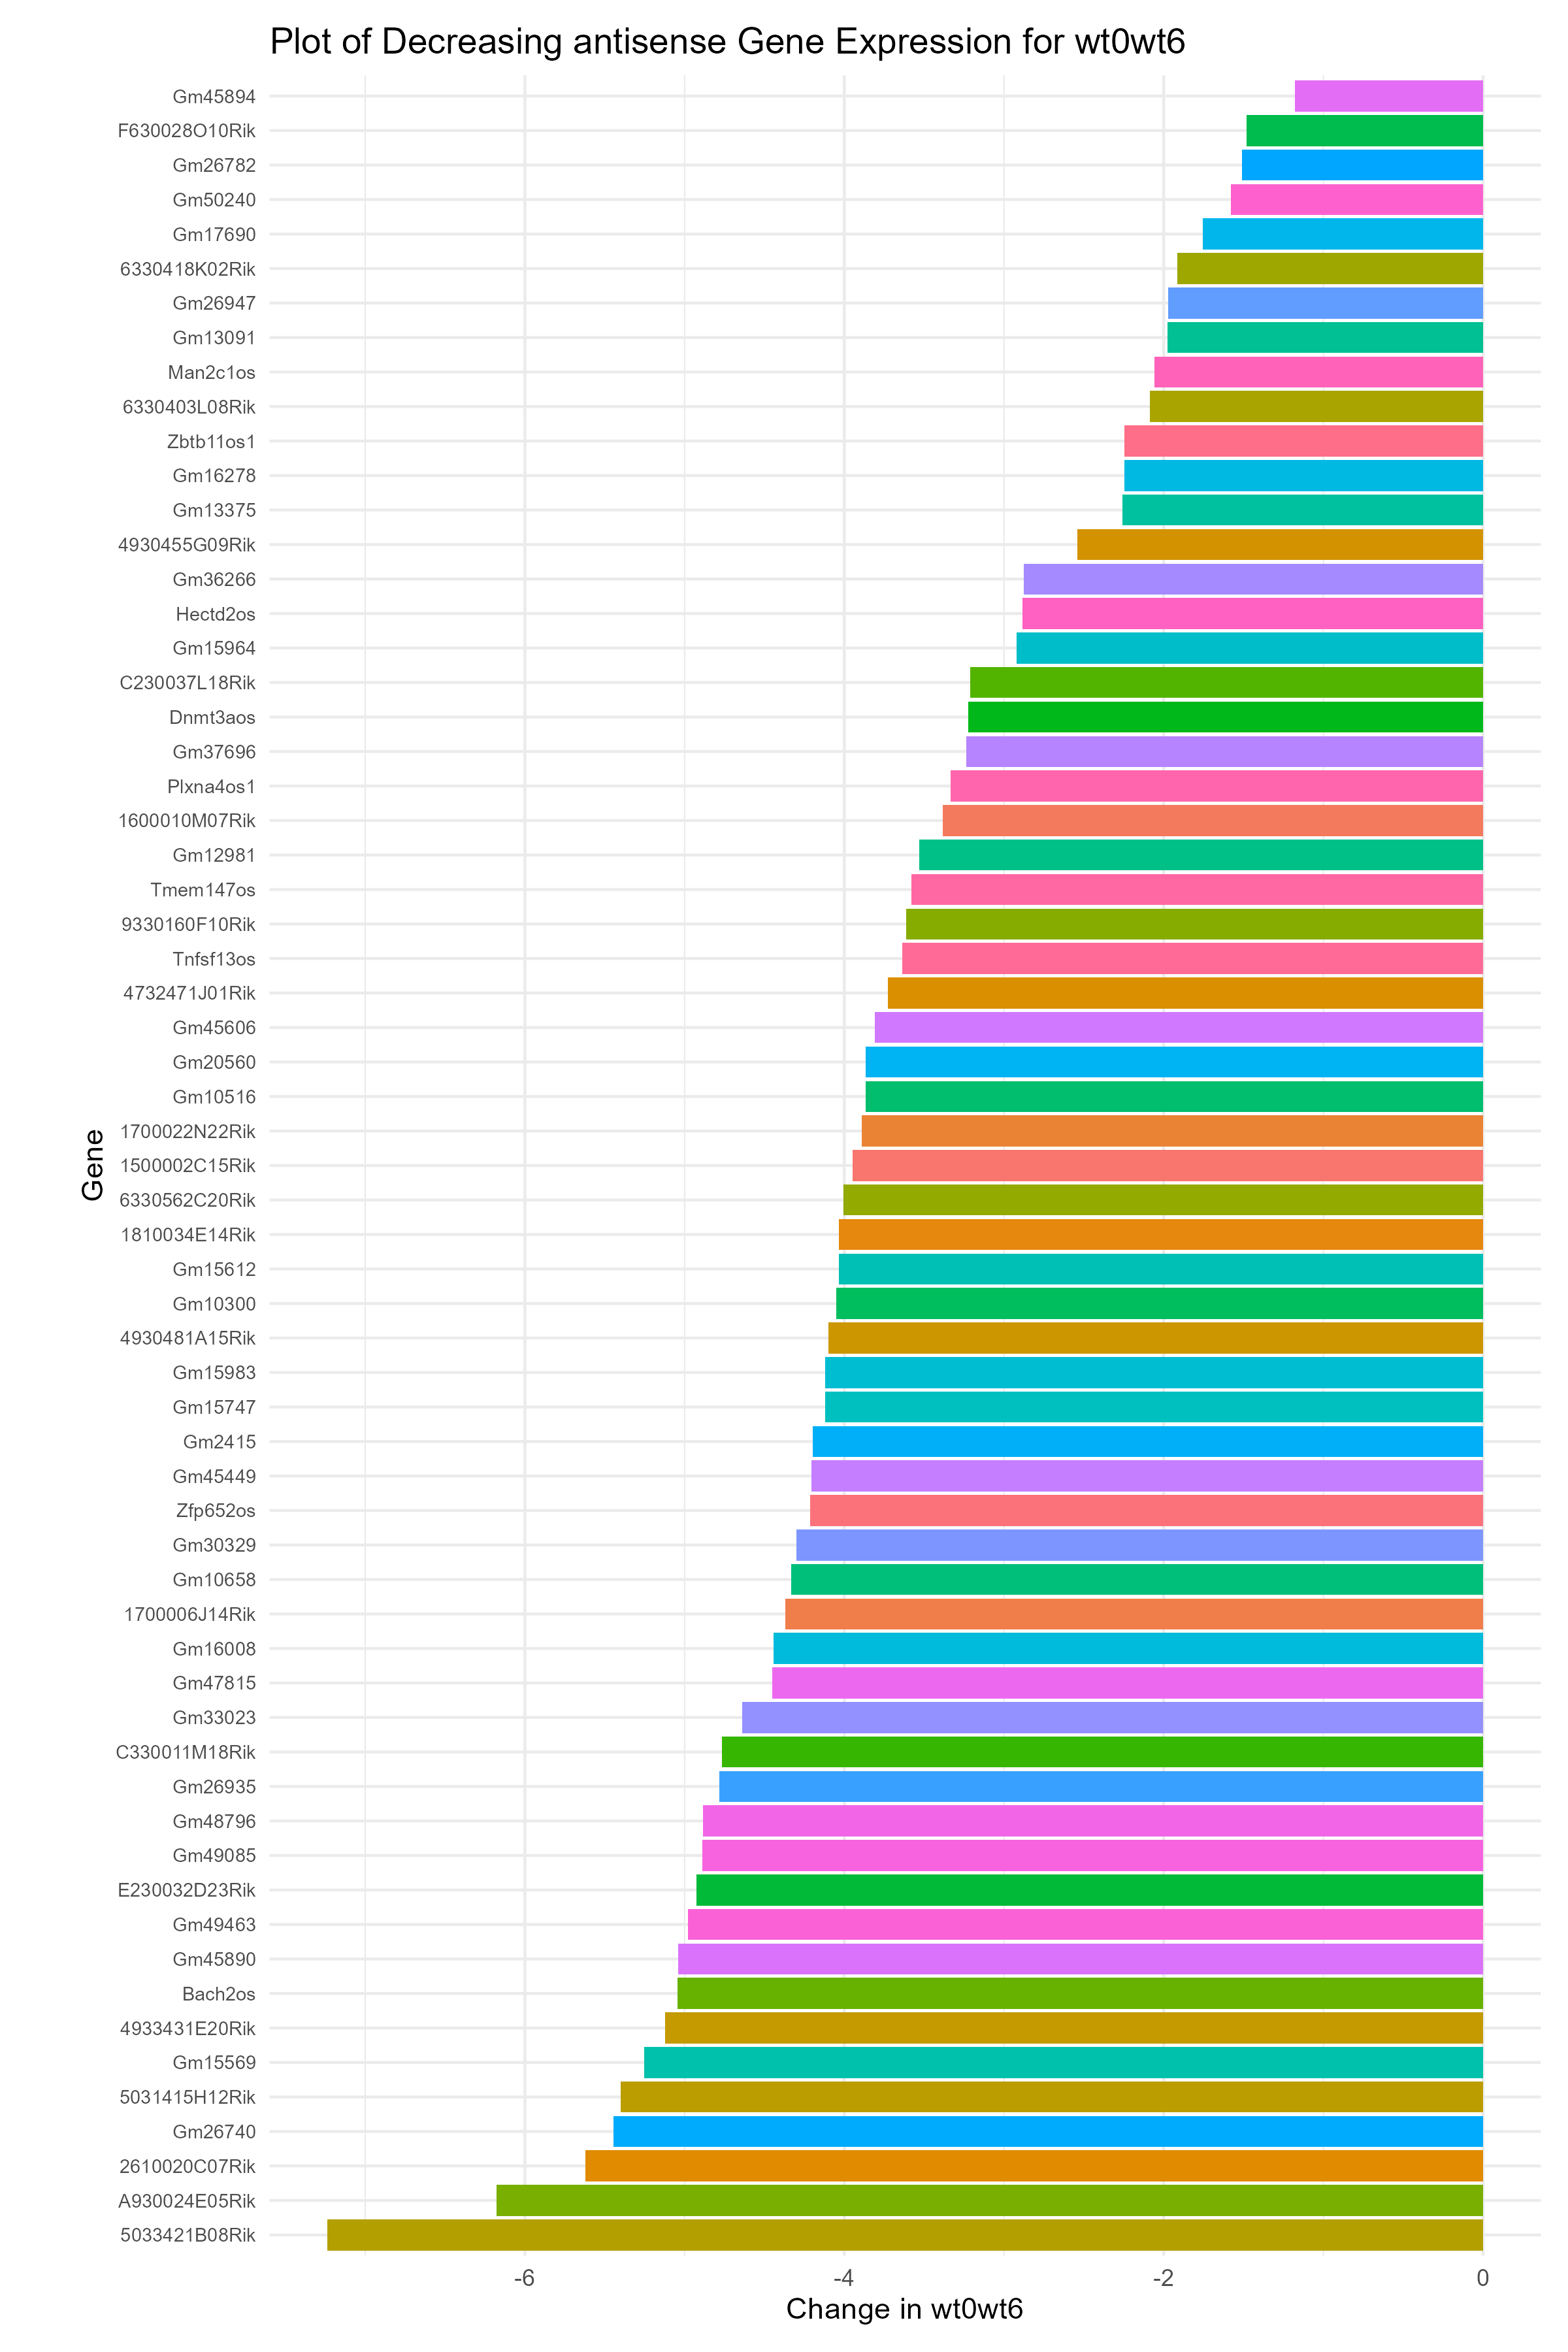 Plot of Decreasing antisense Gene Expression for wt0wt6
Gm45894
F630028O10Rik
Gm26782
Gm50240
Gm17690
6330418K02Rik
Gm26947
Gm13091
Man2c1os
6330403L08Rik
Zbtb11os1
Gm16278
Gm13375
4930455G09Rik
Gm36266
Hectd2os
Gm15964
C230037L18Rik
Dnmt3aos
Gm37696
Plxna4os1
1600010M07Rik
Gm12981
Tmem147os
9330160F10Rik
Tnfsf13os
4732471J01Rik
Gm45606
Gm20560
Gm10516
1700022N22Rik
1500002C15Rik
6330562C20Rik
1810034E14Rik
Gm15612
Gm10300
4930481A15Rik
Gm15983
Gm15747
Gm2415
Gm45449
Zfp652os
Gm30329
Gm10658
1700006J14Rik
Gm16008
Gm47815
Gm33023
C330011M18Rik
Gm26935
Gm48796
Gm49085
E230032D23Rik
Gm49463
Gm45890
Bach2os
4933431E20Rik
Gm15569
5031415H12Rik
Gm26740
2610020C07Rik
A930024E05Rik
5033421B08Rik
Gene
-6 -4 -2 0
Change in wt0wt6